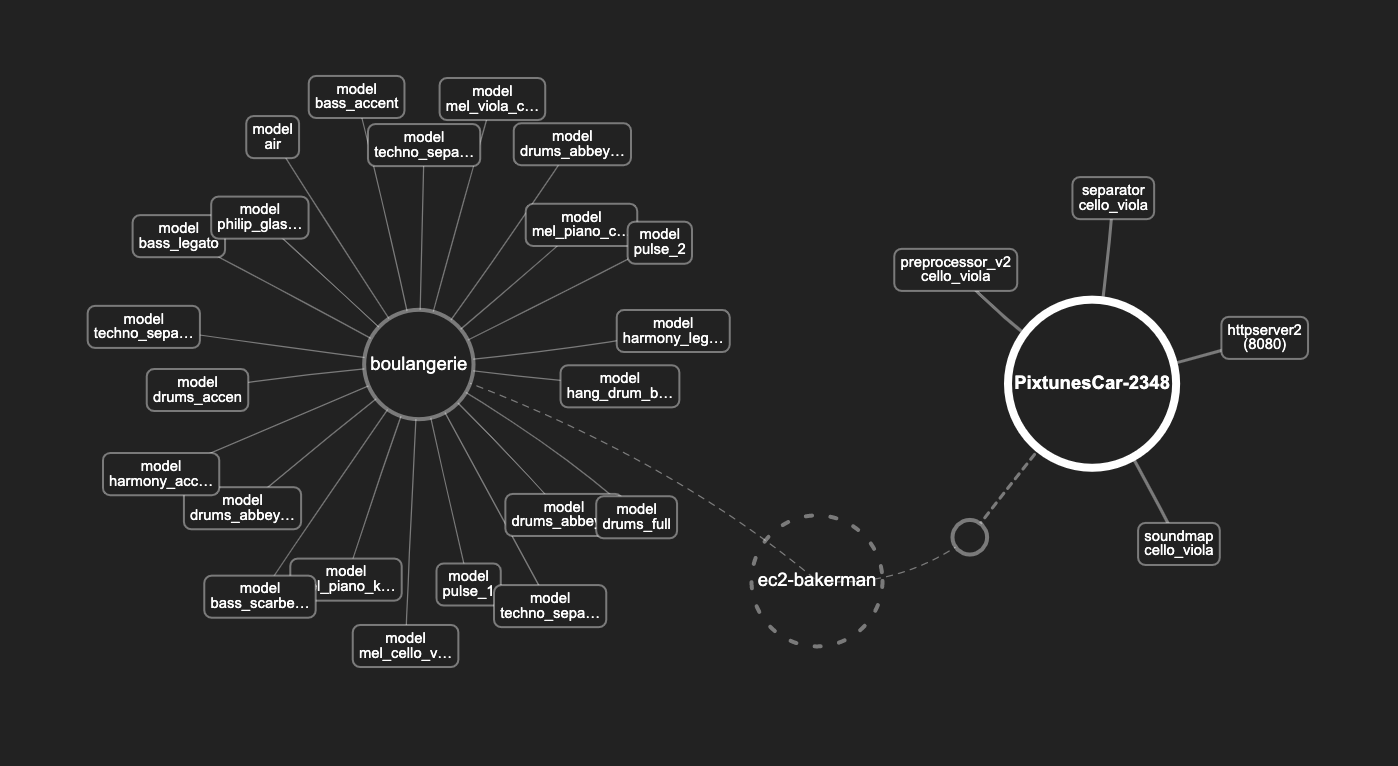 model
bass_accent
model
mel_viola_c…
model
air
model
techno_sepa…
model
drums_abbey…
model
bass_legato
model
philip_glas…
model
mel_piano_c…
model
pulse_2
model
techno_sepa…
model
harmony_leg…
model
drums_accen
model
hang_drum_b…
boulangerie
model
harmony_acc…
model
drums_abbey…
model
drums_abbey
model
drums_full
model
bass_scarbe…
model
l_piano_k…
model
pulse_1
model
techno_sepa…
model
mel_cello_v…
ec2-bakerman
separator
cello_viola
preprocessor_v2
cello_viola
httpserver2
(8080)
PixtunesCar-2348
soundmap
cello_viola